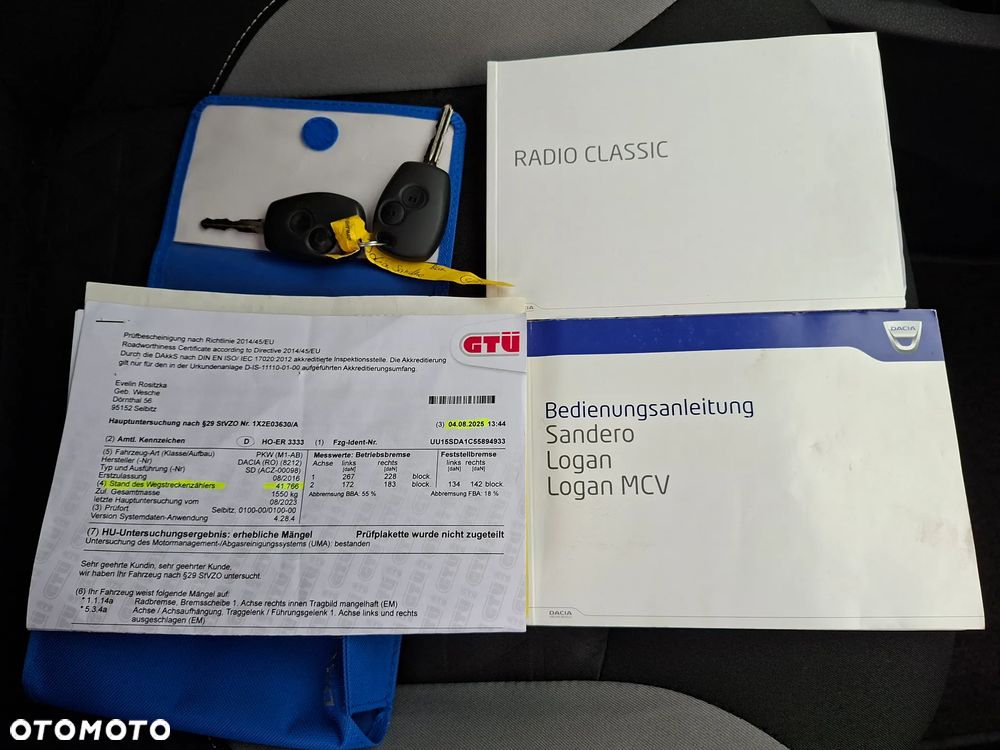 RADIO CLASSIC
DACIA
Bedienungsanleitung
Sandero
Logan
Logan MCV
DACIA
GTÜ
Prüfbescheinigung nach Richtlinie 2014/45/EU
Roadworthiness Certificate according to Directive 2014/45/EU
Durch die DAkkS nach DIN EN ISO/ IEC 17020:2012 akkreditierte Inspektionsstelle. Die Akkreditierung
gilt nur für den in der Urkundenanlage D-IS-11110-01-00 aufgeführten Akkreditierungsumfang.
Evelin Rositzka
Geb. Wesche
Dörnthal 56
95152 Selbitz
Hauptuntersuchung nach §29 StVZO Nr. 1X2E03630/A (3) 04.08.2025 13:44
(2) Amtl. Kennzeichen D HO-ER 3333 (1) Fzg-Ident-Nr. UU15SDA1C55894933
(5) Fahrzeug-Art (Klasse/Aufbau) PKW (M1-AB) Messwerte: Betriebsbremse Feststellbremse
Hersteller (-Nr) DACIA (RO) (8212) Achse links rechts links rechts
Typ und Ausführung (-Nr) SD (ACZ-00098) [daN] [daN] [daN] [daN]
Erstzulassung 08/2016 1 267 228 block.
(4) Stand des Wegstreckenzählers 41.766 2 172 183 block. 134 142 block.
Zul. Gesamtmasse 1550 kg Abbremsung BBA: 55 % Abbremsung FBA: 18 %
letzte Hauptuntersuchung vom 08/2023
(3) Prüfort Selbitz, 0100-00/0100-00
Version Systemdaten-Anwendung 4.28.4
(7) HU-Untersuchungsergebnis: erhebliche Mängel Prüfplakette wurde nicht zugeteilt
Untersuchung des Motormanagement-/Abgasreinigungssystems (UMA): bestanden
Sehr geehrte Kundin, sehr geehrter Kunde,
wir haben Ihr Fahrzeug nach §29 StVZO untersucht.
(6) Ihr Fahrzeug weist folgende Mängel auf:
* 1.1.14a Radbremse, Bremsscheibe 1. Achse rechts innen Tragbild mangelhaft (EM)
* 5.3.4a Achse / Achsaufhängung, Traggelenk / Führungsgelenk 1. Achse links und rechts
ausgeschlagen (EM)
OTOMOTO